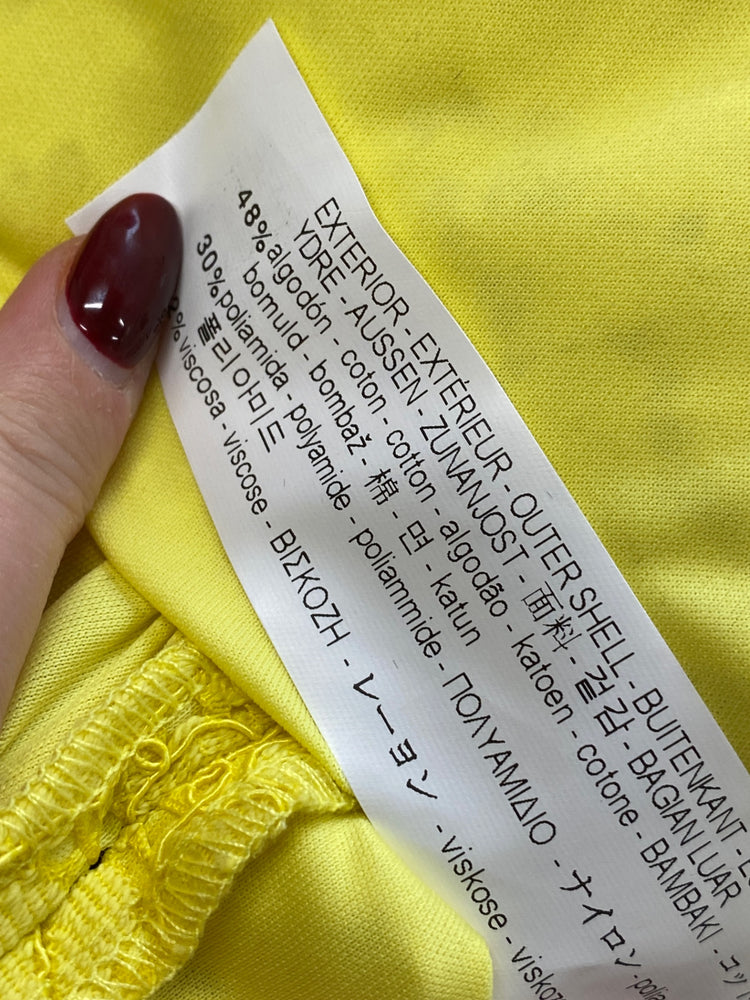 EXTERIOR - EXTÉRIEUR - OUTER SHELL - BUITENKANT -
YDRE - AUSSEN - ZUNANJOST - 面料 - 겉감 - BAGIAN LUAR
48% algodón - coton - cotton - algodão - katoen - cotone - BAMBAKI -
bomuld - bombaž - 棉 - 면 - katun
30% poliamida - polyamide - poliammide - ΠΟΛΥΑΜΙΔΙΟ - ナイロン -
폴리아미드
% viscosa - viscose - ΒΙΣΚΟΖΗ - レーヨン - viskose -